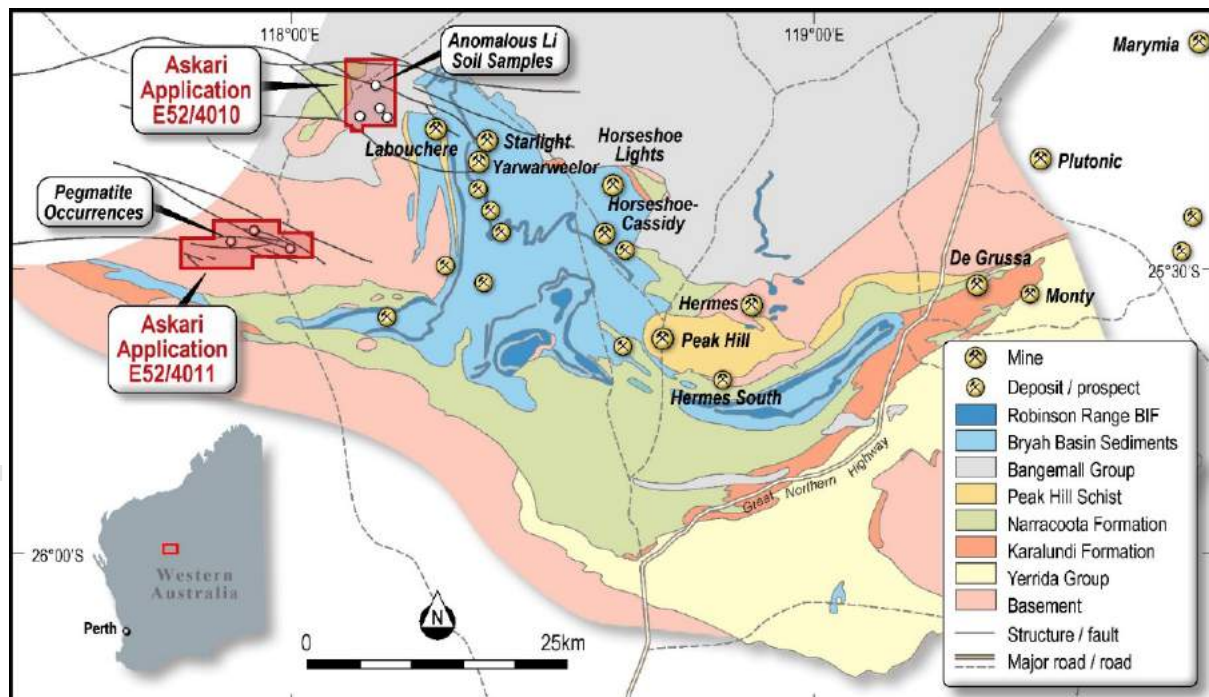 118°00'E
119°00'E
Askari
Application
E52/4010
Anomalous Li
Soil Samples
Marymia
Labouchere
Starlight
Yarwarweelor
Horseshoe
Lights
Plutonic
Pegmatite
Occurrences
Horseshoe-
Cassidy
De Grussa
25°30'S
Hermes
Monty
Askari
Application
E52/4011
Peak Hill
Hermes South
Great Northern Highway
26°00'S
Western
Australia
Perth
N
0
25km
Mine
Deposit / prospect
Robinson Range BIF
Bryah Basin Sediments
Bangemall Group
Peak Hill Schist
Narracoota Formation
Karalundi Formation
Yerrida Group
Basement
Structure / fault
Major road / road